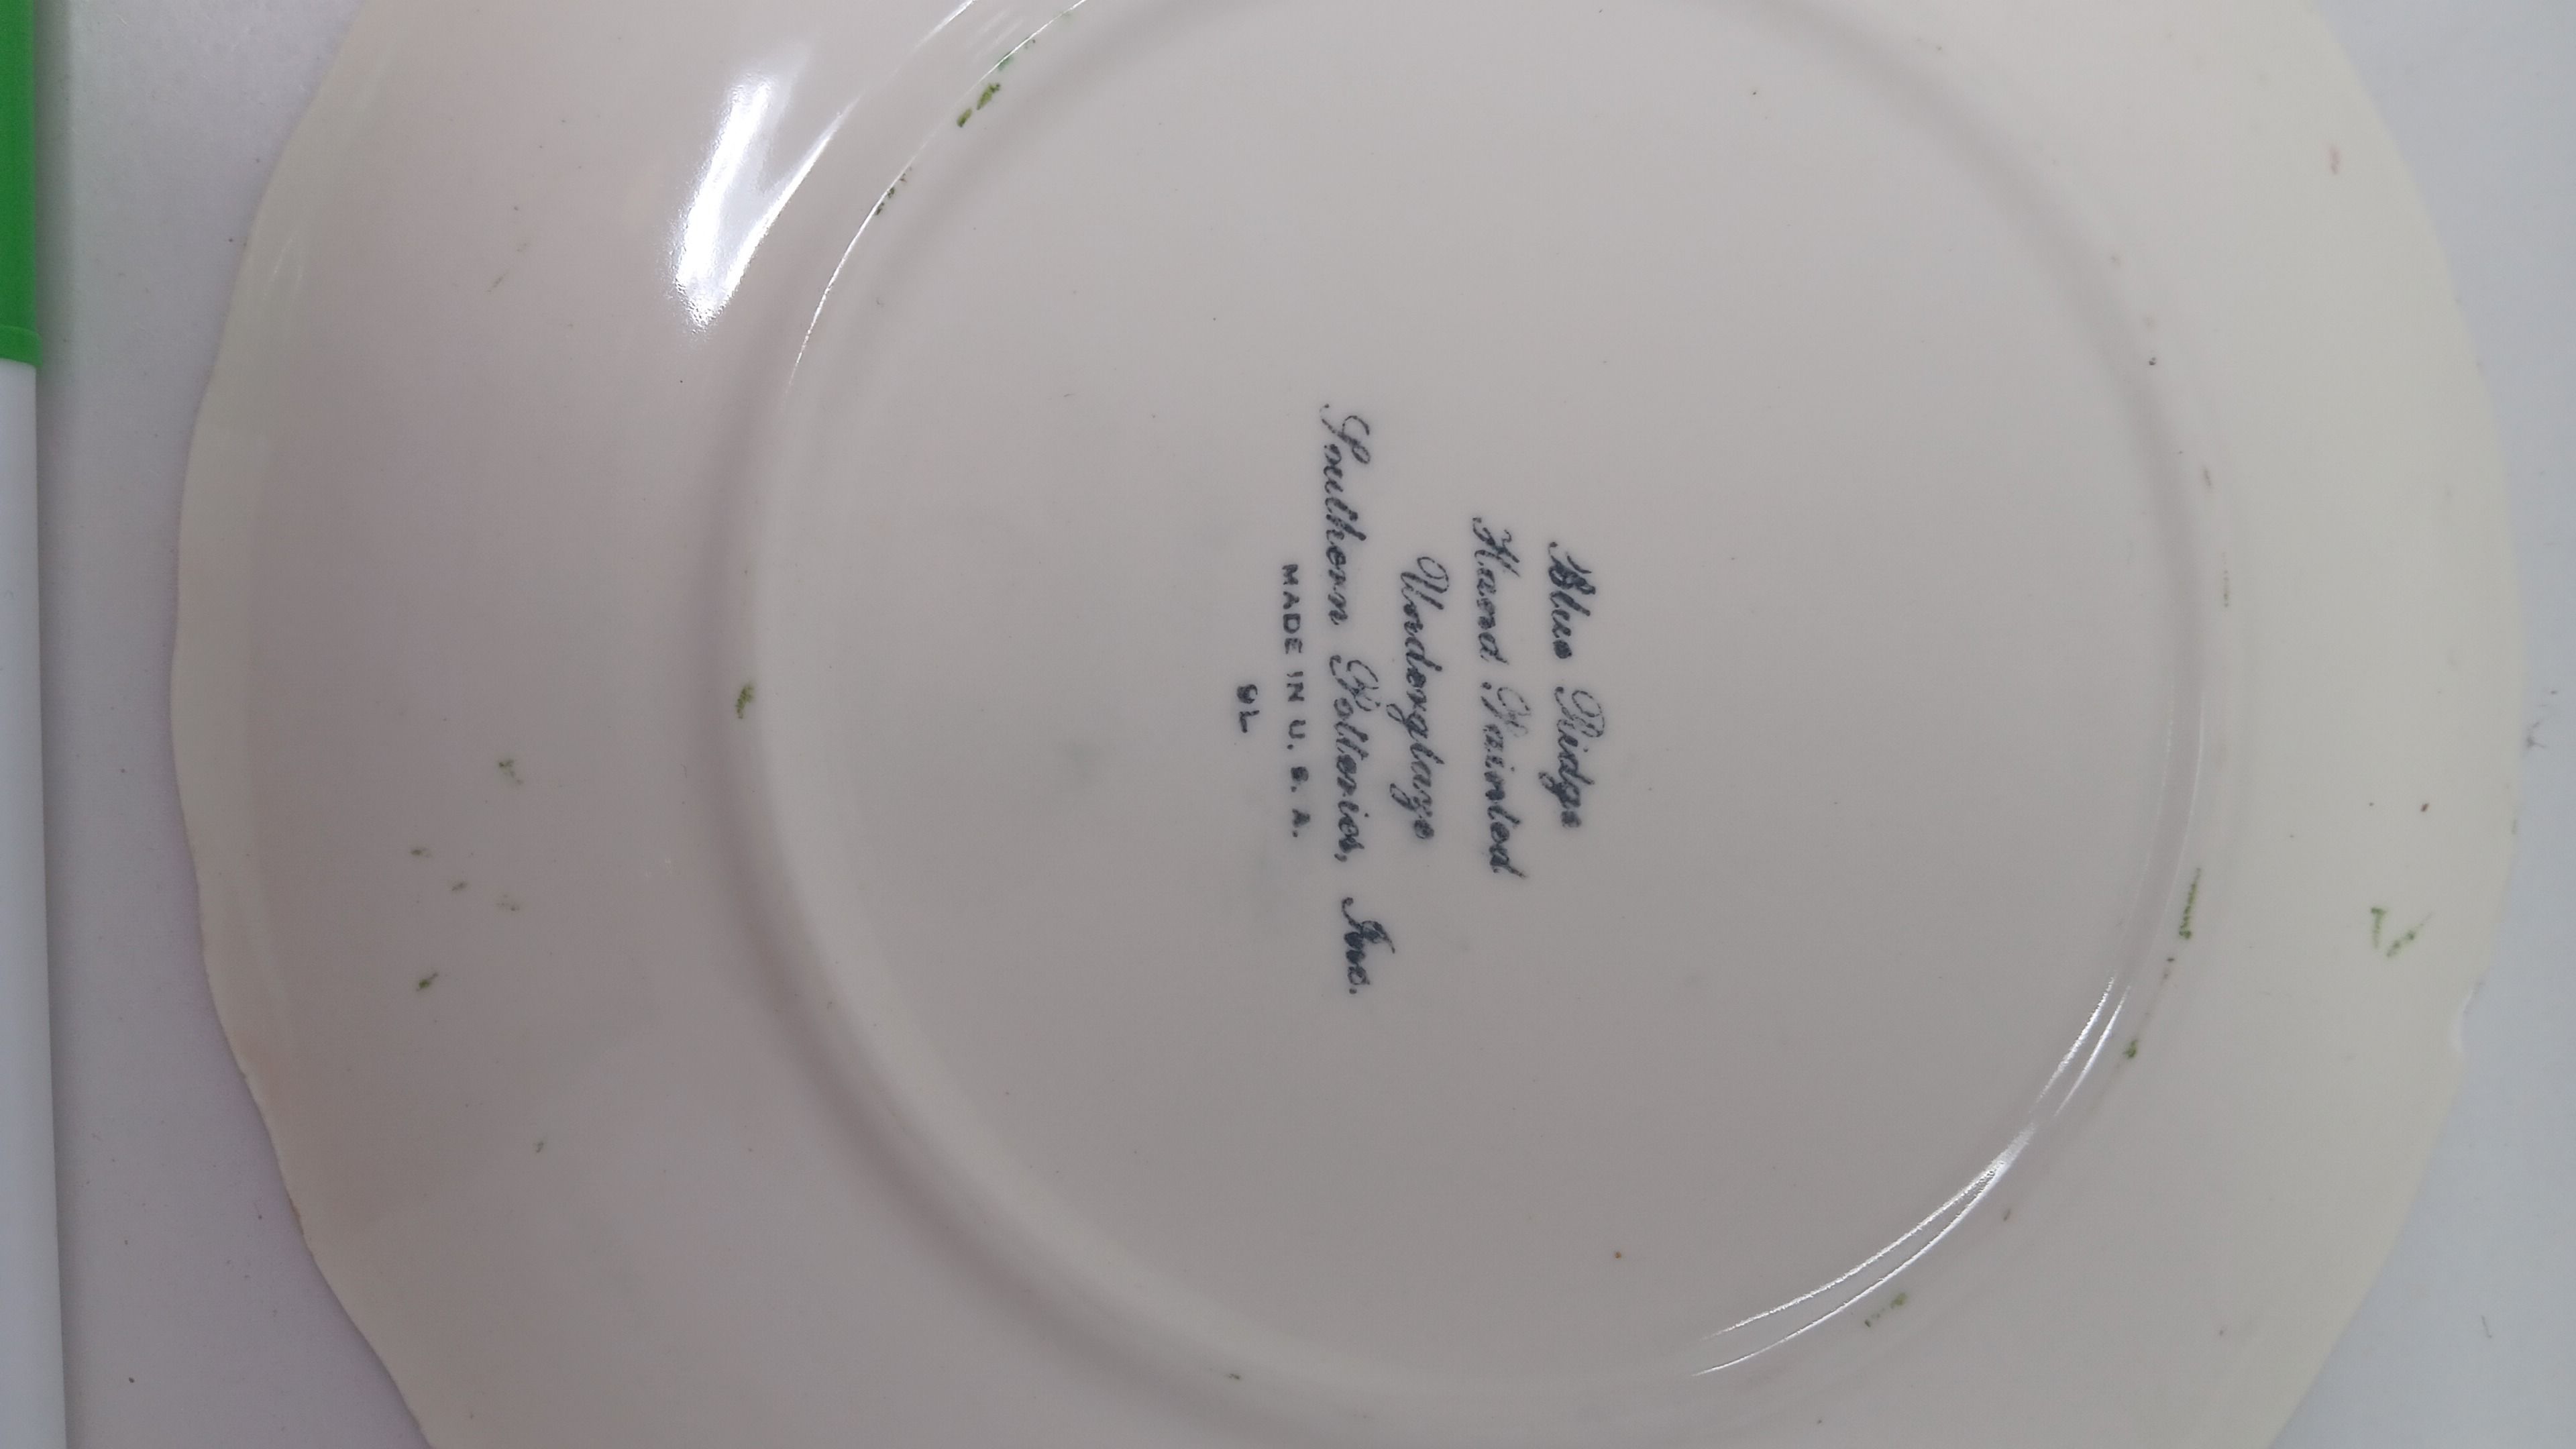 Blue Ridge
Hand Painted
Underglaze
Southern Potteries, Inc.
MADE IN U. S. A.
9L